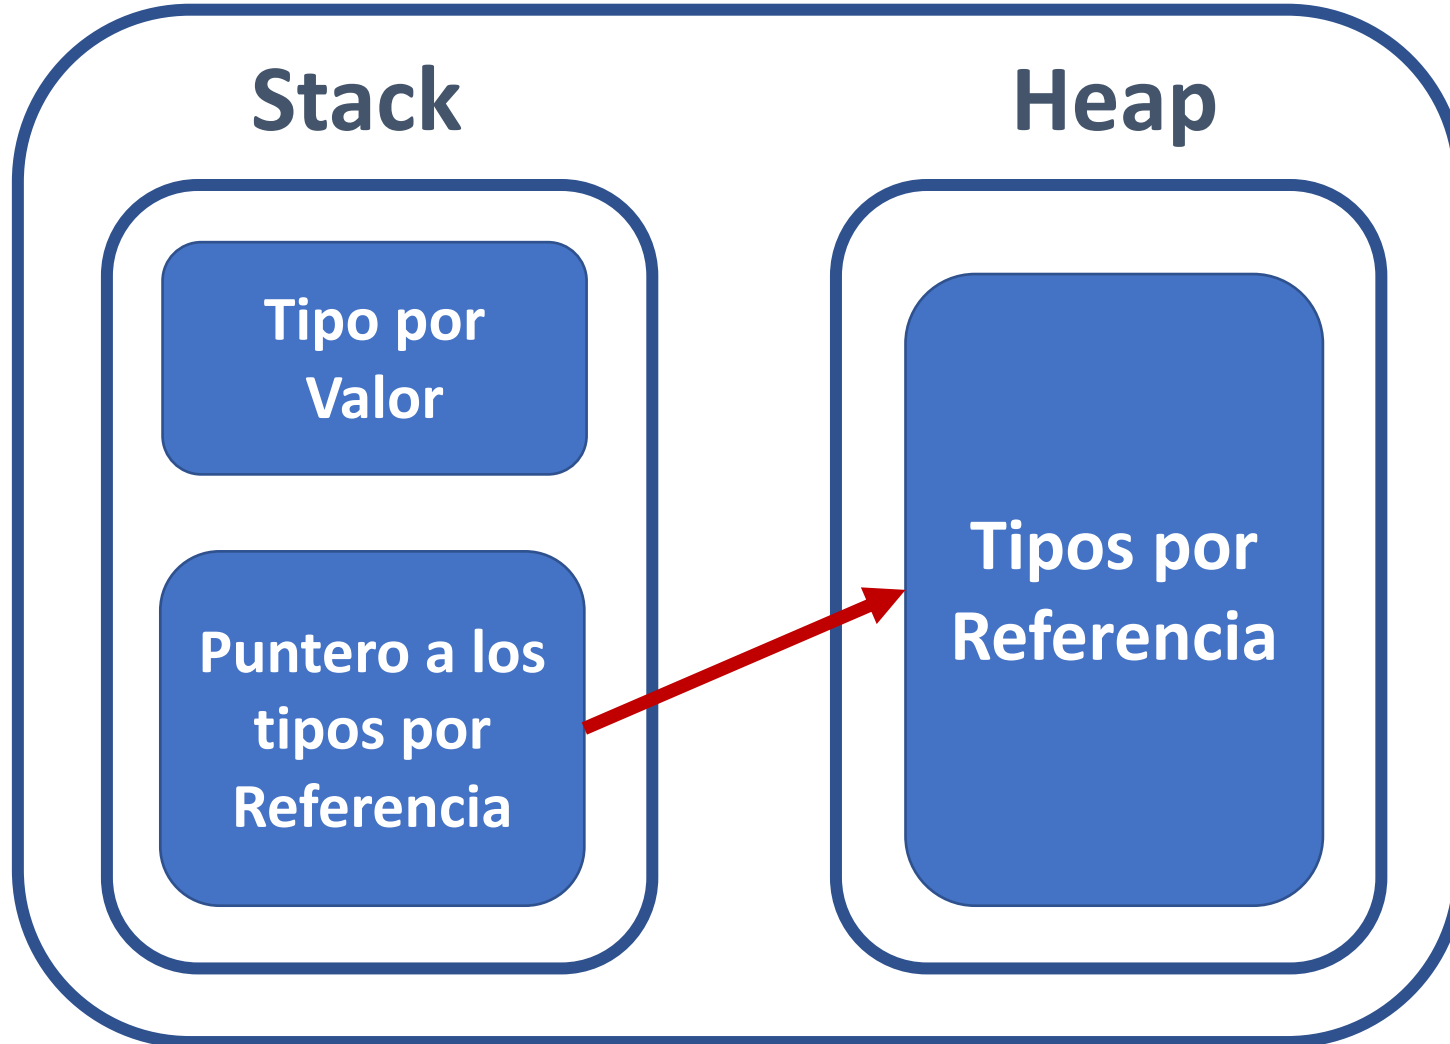 Stack
Tipo por
Valor
Puntero a los
tipos por
Referencia
Heap
Tipos por
Referencia